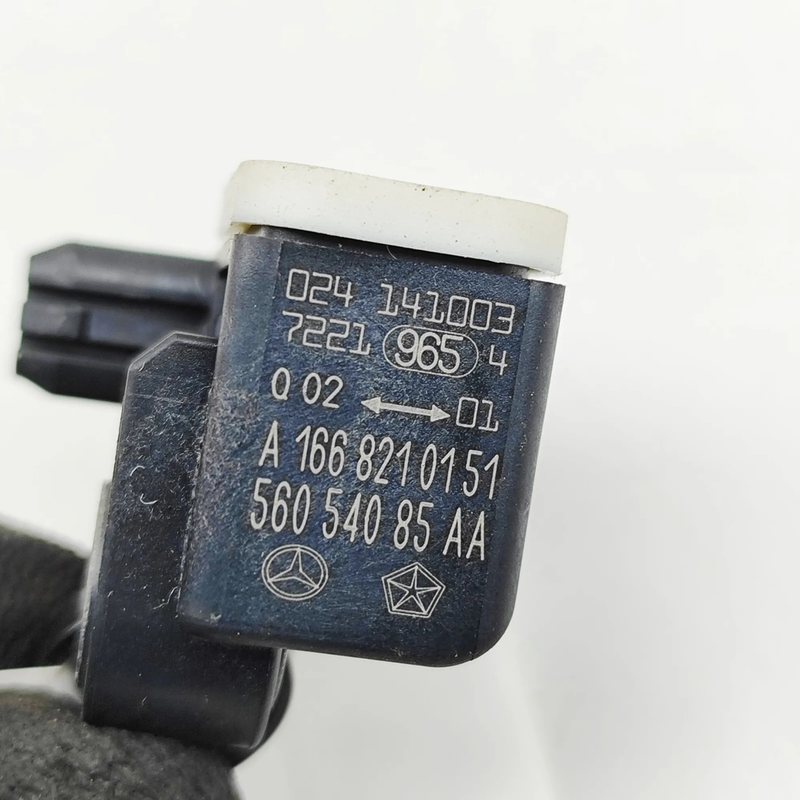 024 141003
7221 965 4
Q 02 ↔ 01
A 166 821 01 51
560 540 85 AA